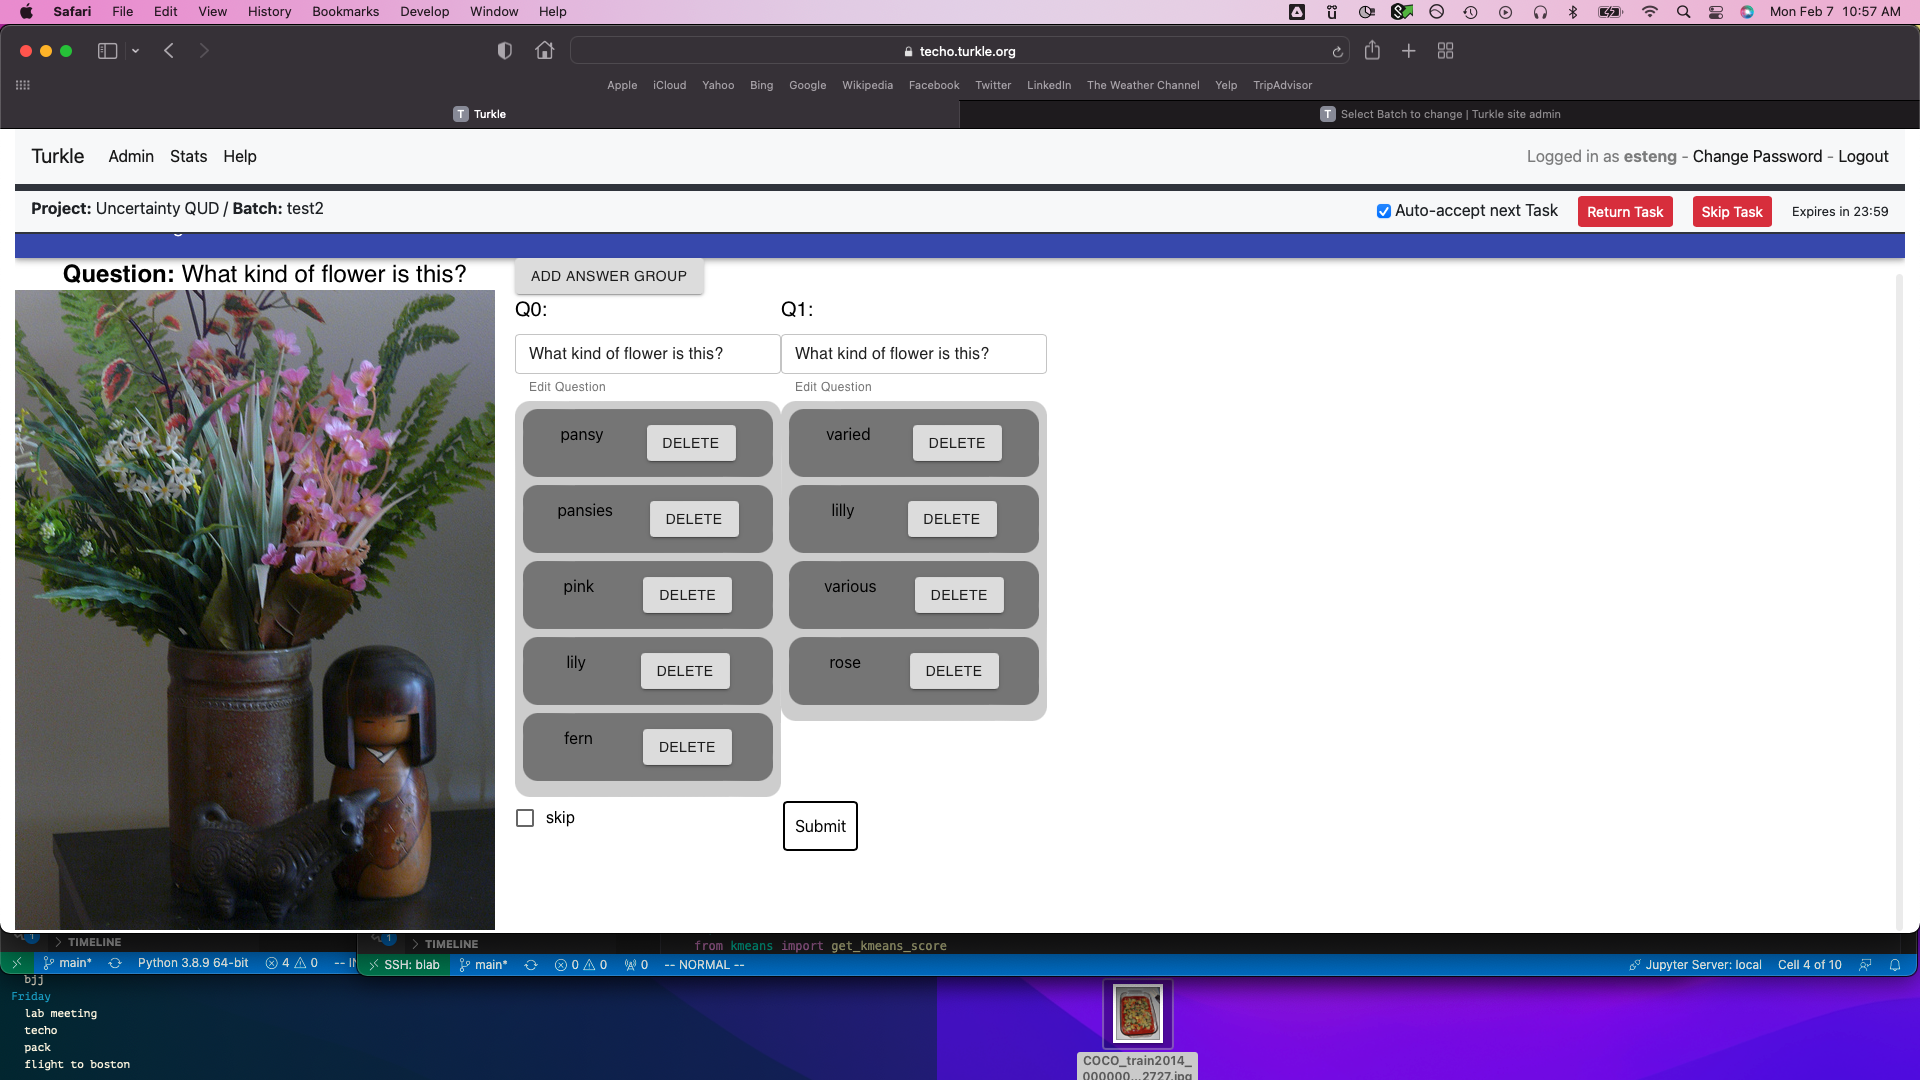 Safari File Edit View History Bookmarks Develop Window Help Mon Feb 7 10:57 AM
techo.turkle.org
Apple iCloud Yahoo Bing Google Wikipedia Facebook Twitter LinkedIn The Weather Channel Yelp TripAdvisor
T Turkle T Select Batch to change | Turkle site admin
Turkle Admin Stats Help Logged in as esteng - Change Password - Logout
Project: Uncertainty QUD / Batch: test2 Auto-accept next Task Return Task Skip Task Expires in 23:59
Question: What kind of flower is this? ADD ANSWER GROUP
Q0: Q1:
What kind of flower is this? What kind of flower is this?
Edit Question Edit Question
pansy DELETE varied DELETE
pansies DELETE lilly DELETE
pink DELETE various DELETE
lily DELETE rose DELETE
fern DELETE
skip Submit
1 TIMELINE 1 TIMELINE from kmeans import get_kmeans_score
main* Python 3.8.9 64-bit 4 0 -- IN SSH: blab main* 0 0 0 -- NORMAL -- Jupyter Server: local Cell 4 of 10
bjj
Friday
lab meeting
techo
pack
flight to boston
COCO_train2014_
000000...2727.jpg